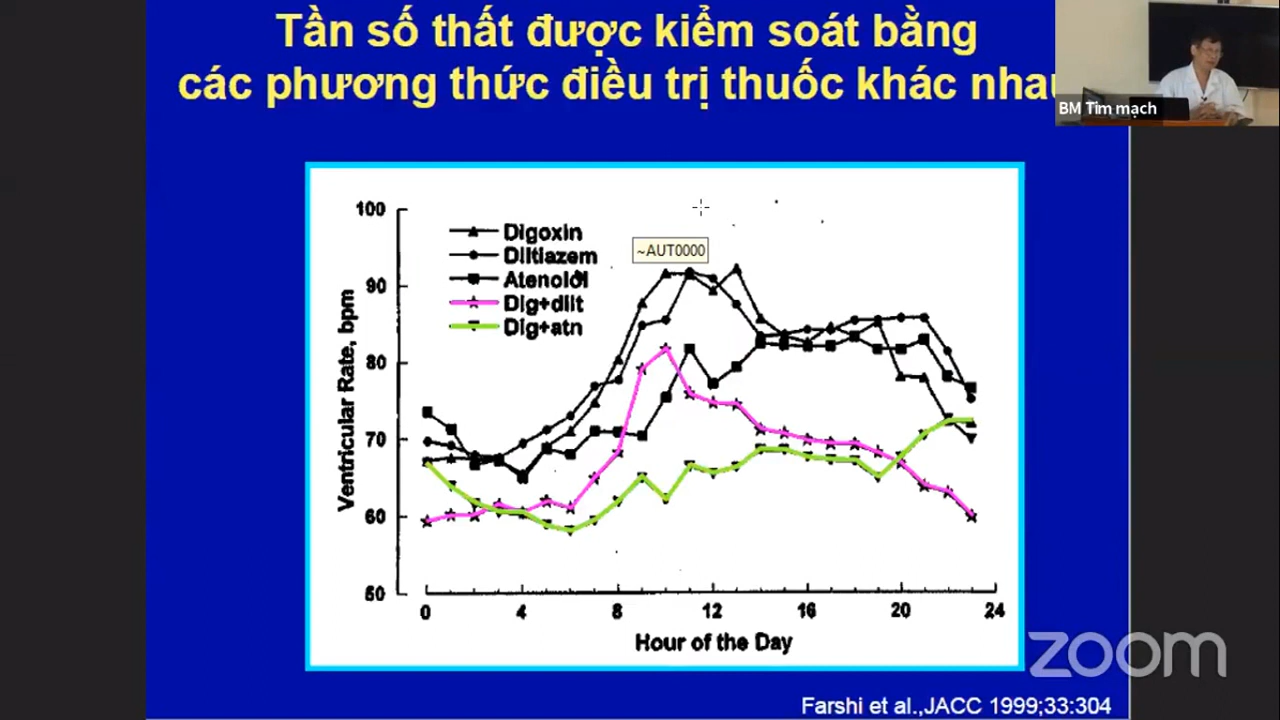 Tần số thất được kiểm soát bằng
các phương thức điều trị thuốc khác nhau
BM Tim mạch
100
90
80
70
60
50
Ventricular Rate, bpm
Digoxin
Diltiazem
Atenolol
Dig+dilt
Dig+atn
~AUT0000
0 4 8 12 16 20 24
Hour of the Day
zoom
Farshi et al.,JACC 1999;33:304